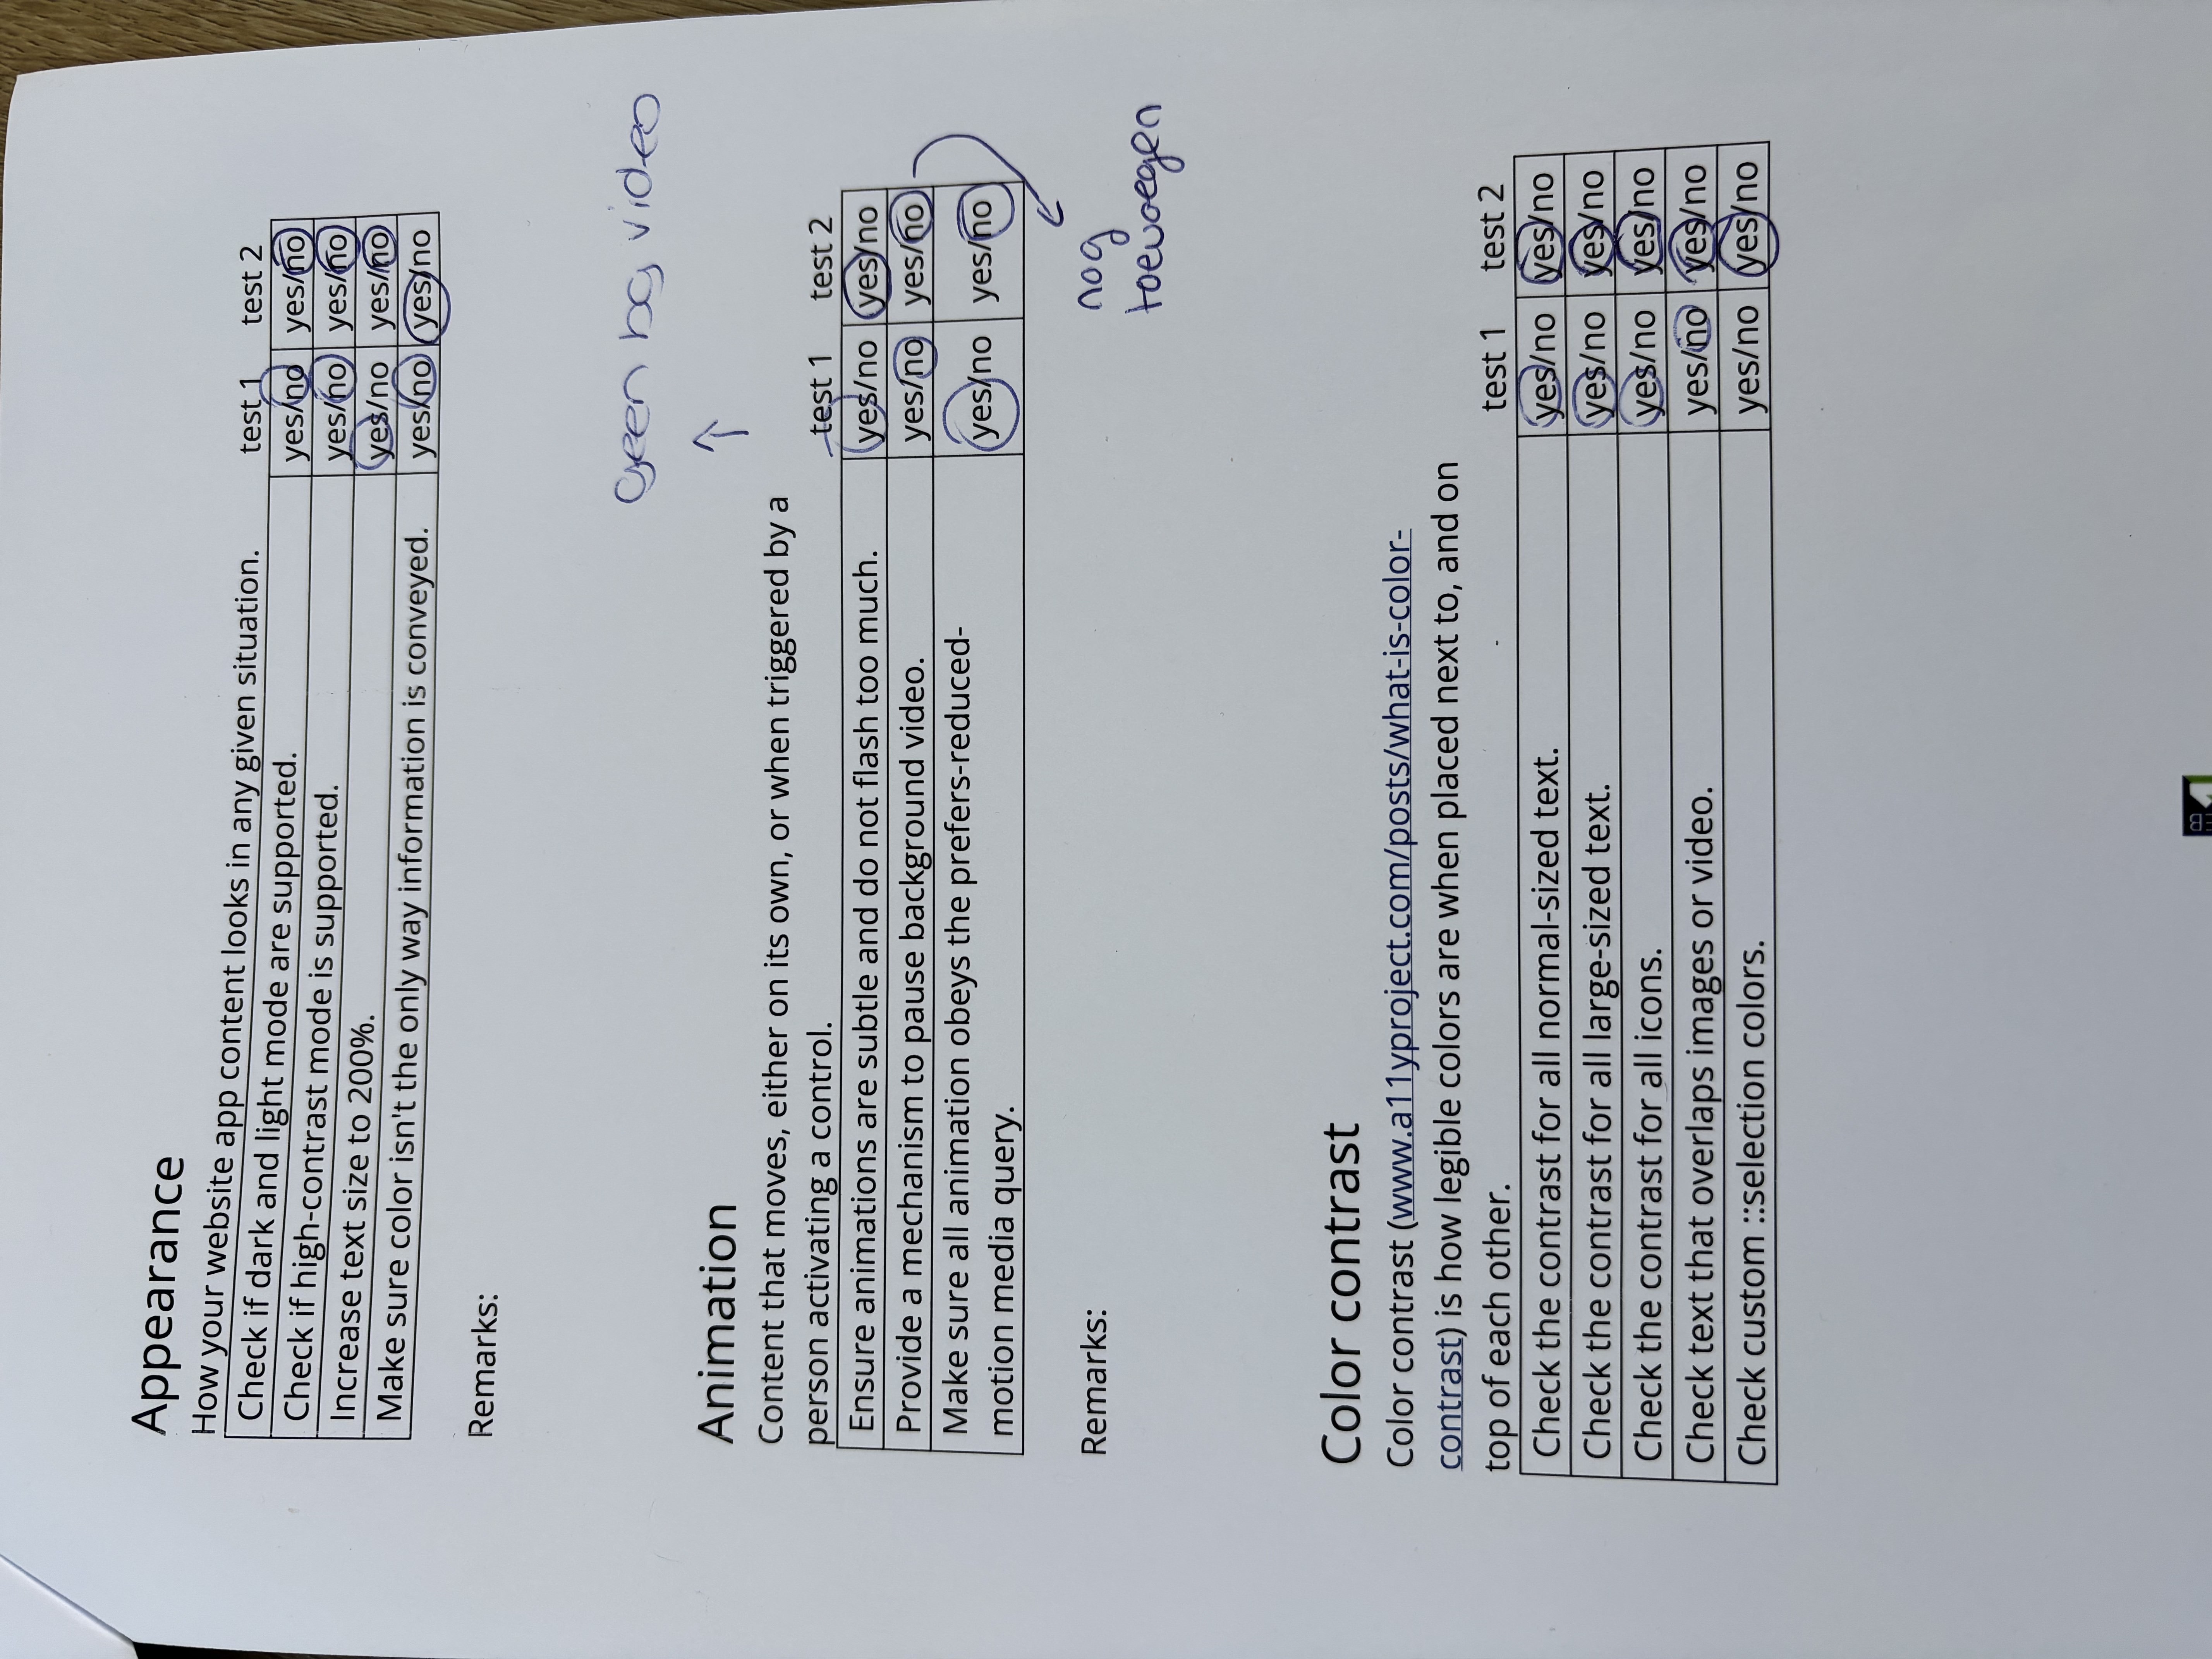 Appearance
How your website app content looks in any given situation. test 1 test 2
Check if dark and light mode are supported. yes/no yes/no
Check if high-contrast mode is supported. yes/no yes/no
Increase text size to 200%. yes/no yes/no
Make sure color isn't the only way information is conveyed. yes/no yes/no
Remarks:
geen bg video
Animation
Content that moves, either on its own, or when triggered by a
person activating a control. test 1 test 2
Ensure animations are subtle and do not flash too much. yes/no yes/no
Provide a mechanism to pause background video. yes/no yes/no
Make sure all animation obeys the prefers-reduced-
motion media query. yes/no yes/no
Remarks:
nog
toevoegen
Color contrast
Color contrast (www.a11yproject.com/posts/what-is-color-
contrast) is how legible colors are when placed next to, and on
top of each other. test 1 test 2
Check the contrast for all normal-sized text. yes/no yes/no
Check the contrast for all large-sized text. yes/no yes/no
Check the contrast for all icons. yes/no yes/no
Check text that overlaps images or video. yes/no yes/no
Check custom ::selection colors. yes/no yes/no